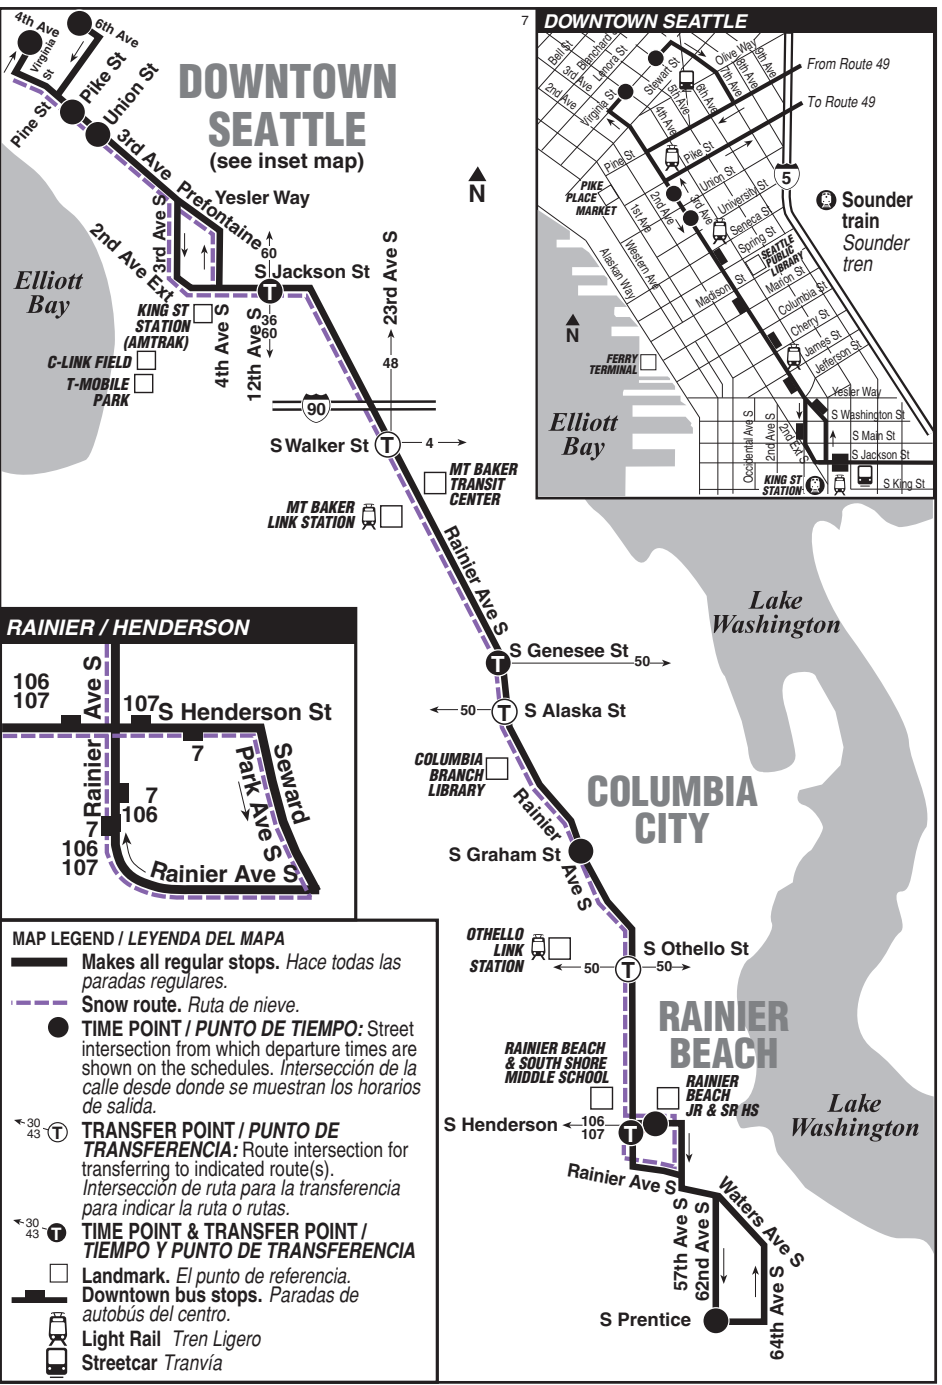 4th Ave
6th Ave
Virginia
St
Pine St
Pike St
Union St
DOWNTOWN
SEATTLE
(see inset map)
3rd Ave
Prefontaine
Yesler Way
3rd Ave S
2nd Ave Ext
60
S Jackson St
N
Elliott
Bay
KING ST
STATION
(AMTRAK)
C-LINK FIELD
T-MOBILE
PARK
4th Ave S
12th Ave S
36
60
23rd Ave S
48
90
S Walker St
4
MT BAKER
TRANSIT
CENTER
MT BAKER
LINK STATION
Rainier Ave S
S Genesee St
50
50
S Alaska St
COLUMBIA
BRANCH
LIBRARY
Rainier
Ave S
COLUMBIA
CITY
S Graham St
OTHELLO
LINK
STATION
S Othello St
50
50
RAINIER
BEACH
RAINIER BEACH
& SOUTH SHORE
MIDDLE SCHOOL
RAINIER
BEACH
JR & SR HS
S Henderson
106
107
Rainier Ave S
57th Ave S
62nd Ave S
Waters Ave S
64th Ave S
S Prentice
Lake
Washington
Lake
Washington
7
DOWNTOWN SEATTLE
Bell St
Blanchard
Lenora St
3rd Ave
2nd Ave
Virginia St
Stewart St
Olive Way
9th Ave
8th Ave
7th Ave
6th Ave
5th Ave
4th Ave
From Route 49
To Route 49
Pine St
Pike St
Union St
University St
Seneca St
Spring St
SEATTLE
PUBLIC
LIBRARY
Madison St
Marion St
Columbia St
Cherry St
James St
Jefferson St
Yesler Way
S Washington St
S Main St
S Jackson St
S King St
PIKE
PLACE
MARKET
1st Ave
2nd Ave
3rd Ave
Western Ave
Alaskan Way
5
Sounder
train
Sounder
tren
N
FERRY
TERMINAL
Elliott
Bay
Occidental Ave S
2nd Ave S
2nd Ext S
KING ST
STATION
RAINIER / HENDERSON
106
107
Rainier
Ave S
107
S Henderson St
7
Seward
Park Ave S
7
106
7
106
107
Rainier Ave S
MAP LEGEND / LEYENDA DEL MAPA
Makes all regular stops. Hace todas las
paradas regulares.
Snow route. Ruta de nieve.
TIME POINT / PUNTO DE TIEMPO: Street
intersection from which departure times are
shown on the schedules. Intersección de la
calle desde donde se muestran los horarios
de salida.
30
43
T
TRANSFER POINT / PUNTO DE
TRANSFERENCIA: Route intersection for
transferring to indicated route(s).
Intersección de ruta para la transferencia
para indicar la ruta o rutas.
30
43
T
TIME POINT & TRANSFER POINT /
TIEMPO Y PUNTO DE TRANSFERENCIA
Landmark. El punto de referencia.
Downtown bus stops. Paradas de
autobús del centro.
Light Rail Tren Ligero
Streetcar Tranvía